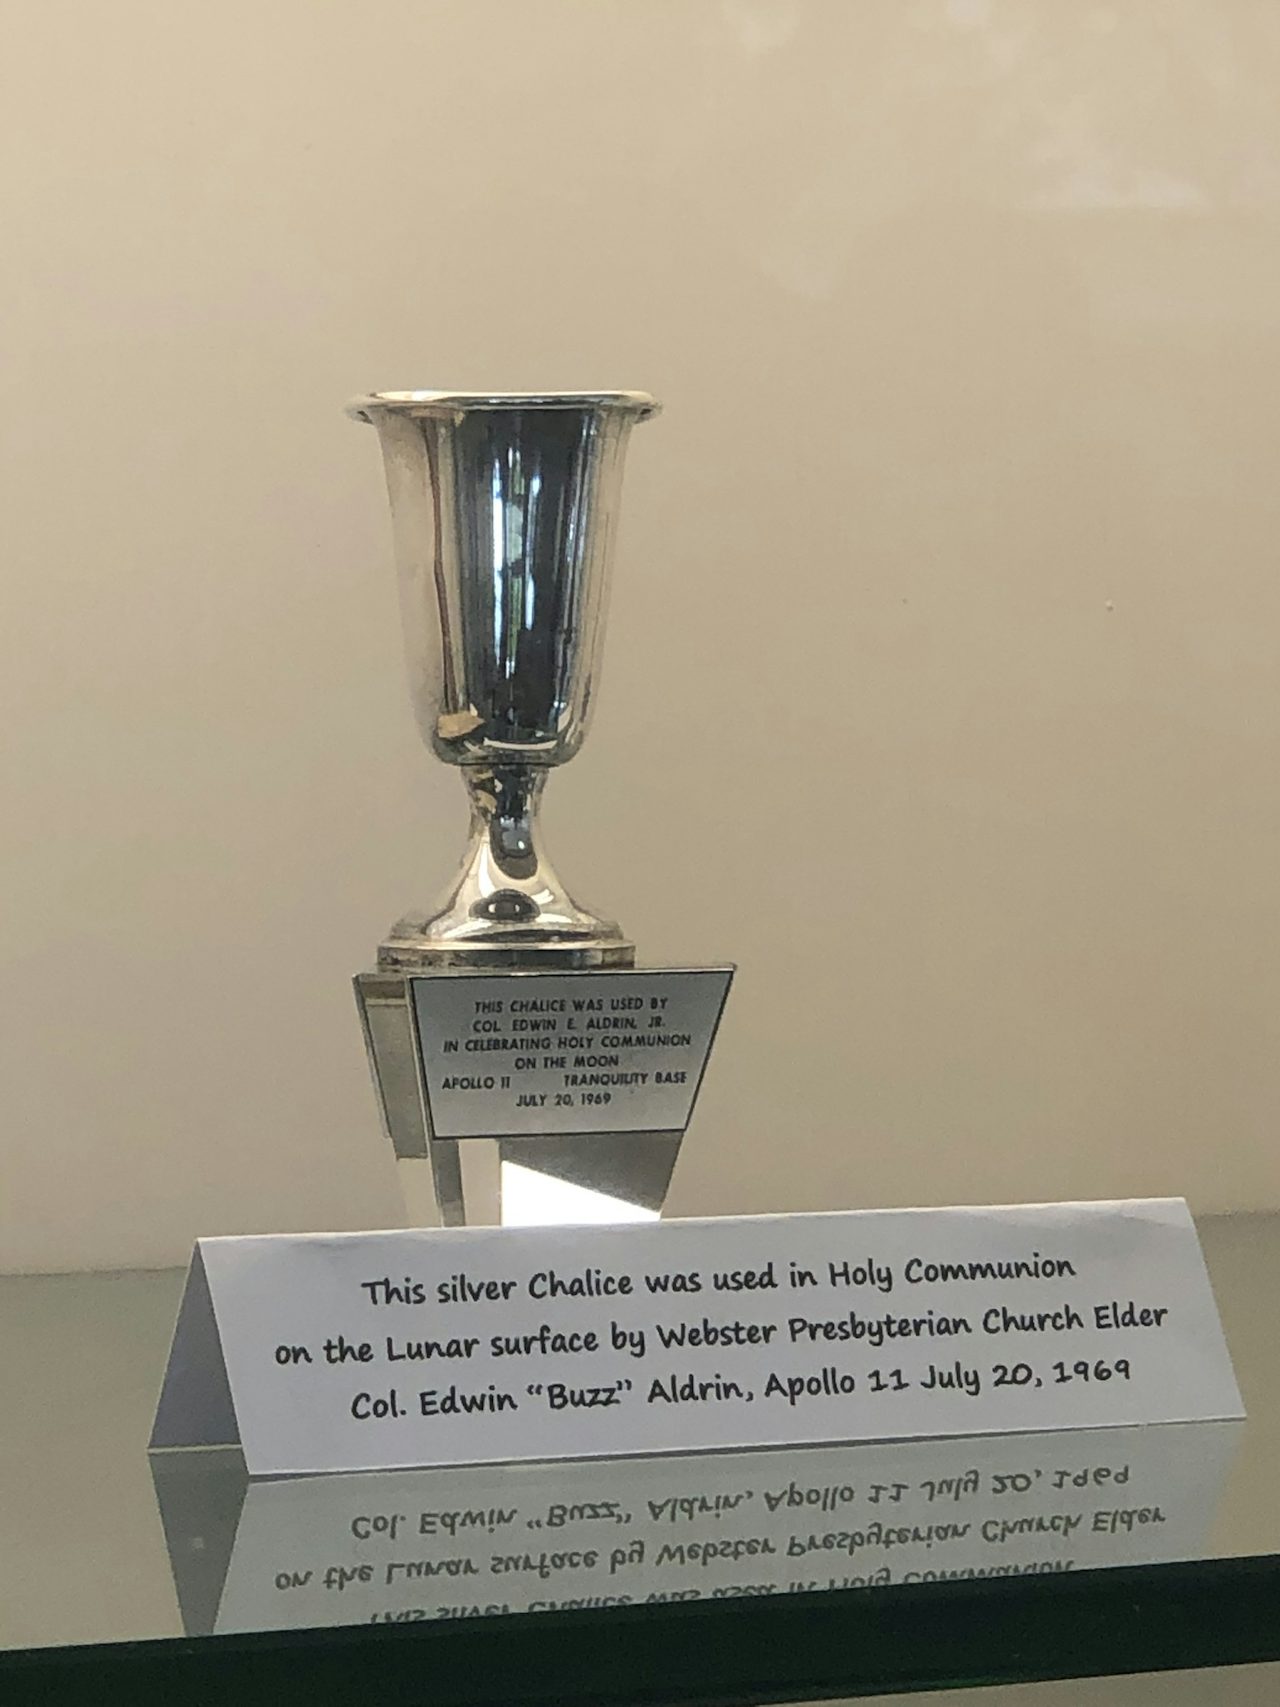 THIS CHALICE WAS USED BY
COL. EDWIN E. ALDRIN, JR.
IN CELEBRATING HOLY COMMUNION
ON THE MOON
APOLLO 11 TRANQUILITY BASE
JULY 20, 1969
This silver Chalice was used in Holy Communion
on the Lunar surface by Webster Presbyterian Church Elder
Col. Edwin “Buzz” Aldrin, Apollo 11 July 20, 1969